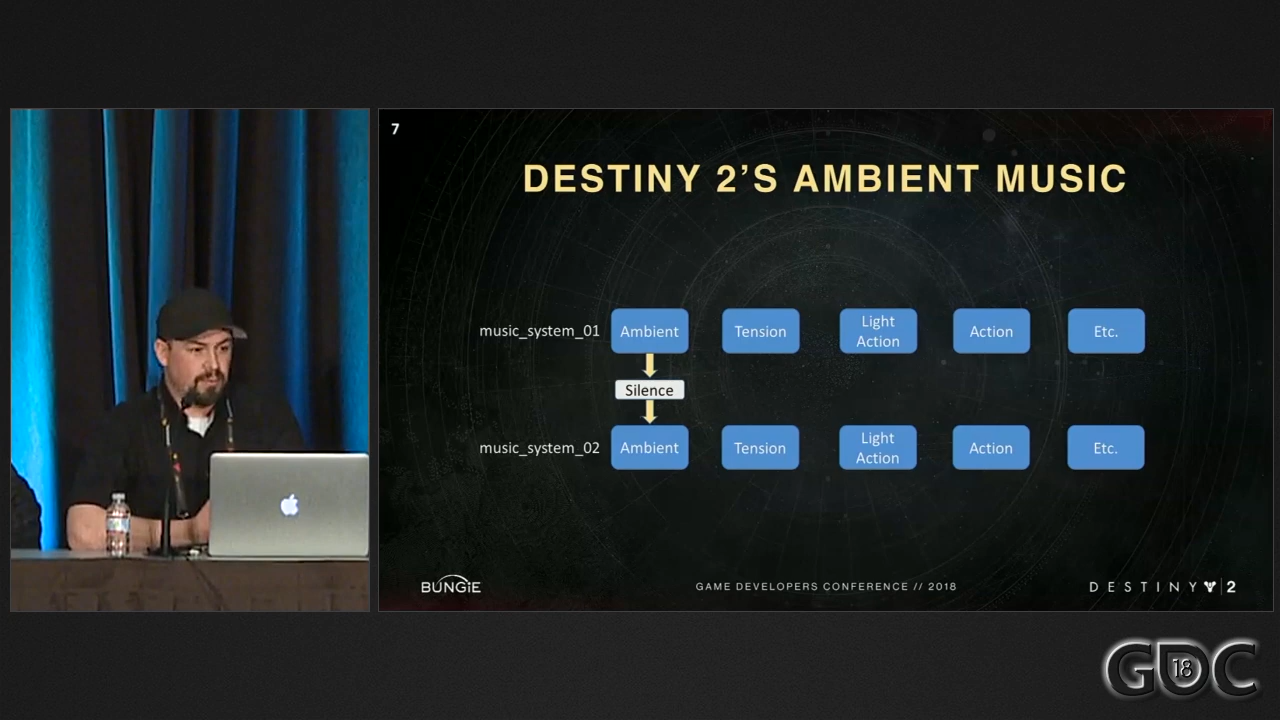 7
DESTINY 2’S AMBIENT MUSIC
music_system_01
Ambient
Tension
Light
Action
Action
Etc.
Silence
music_system_02
Ambient
Tension
Light
Action
Action
Etc.
BUNGiE
GAME DEVELOPERS CONFERENCE // 2018
DESTINY 2
GDC
18